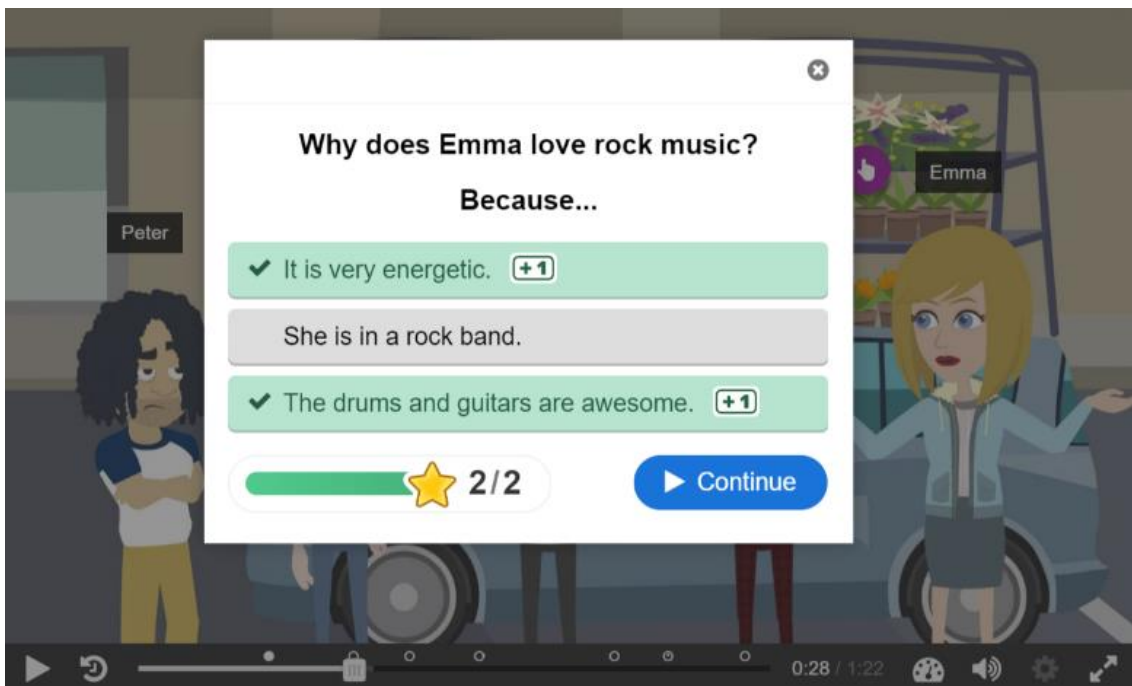 Why does Emma love rock music?
Because...
Emma
Peter
It is very energetic. +1
She is in a rock band.
The drums and guitars are awesome. +1
2/2
Continue
0:28 / 1:22